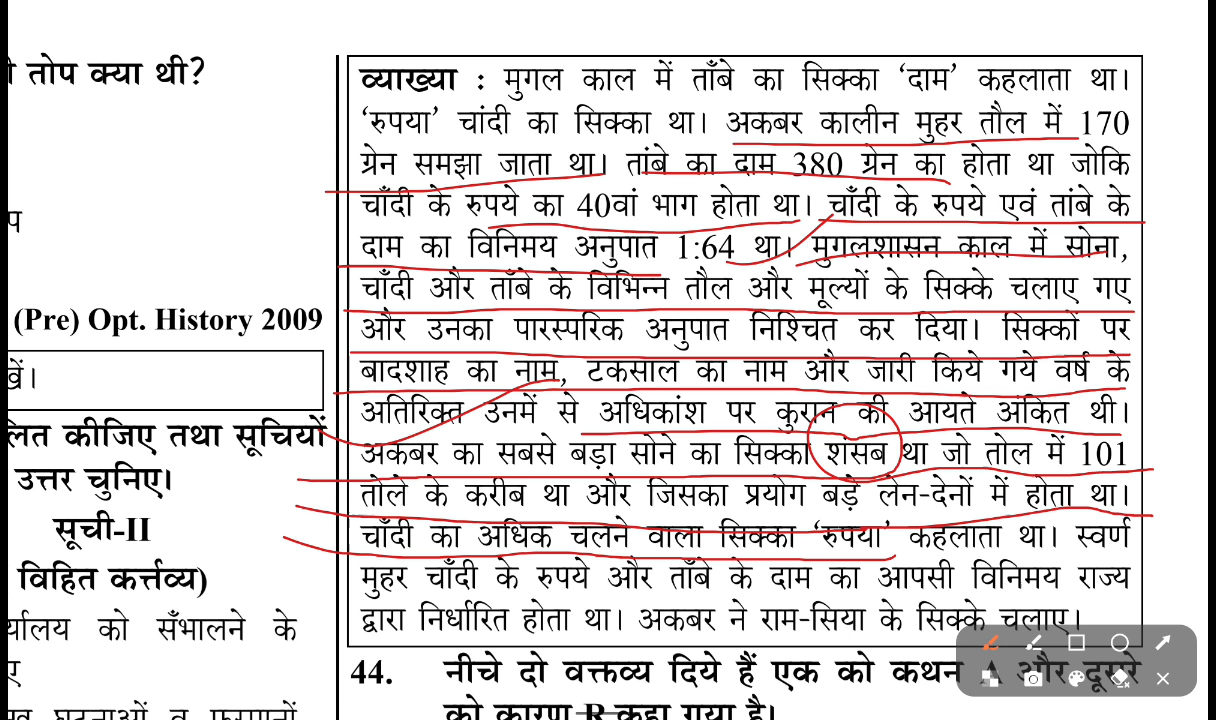 ी तोप क्या थी?
प
(Pre) Opt. History 2009
खें।
लित कीजिए तथा सूचियों
उत्तर चुनिए।
सूची-II
विहित कर्त्तव्य)
र्यालय को सँभालने के
ए
व्याख्या : मुगल काल में ताँबे का सिक्का ‘दाम’ कहलाता था।
‘रुपया’ चांदी का सिक्का था। अकबर कालीन मुहर तौल में 170
ग्रेन समझा जाता था। तांबे का दाम 380 ग्रेन का होता था जोकि
चाँदी के रुपये का 40वां भाग होता था। चाँदी के रुपये एवं तांबे के
दाम का विनिमय अनुपात 1:64 था। मुगलशासन काल में सोना,
चाँदी और ताँबे के विभिन्न तौल और मूल्यों के सिक्के चलाए गए
और उनका पारस्परिक अनुपात निश्चित कर दिया। सिक्कों पर
बादशाह का नाम, टकसाल का नाम और जारी किये गये वर्ष के
अतिरिक्त उनमें से अधिकांश पर कुरान की आयते अंकित थी।
अकबर का सबसे बड़ा सोने का सिक्का शंसब था जो तोल में 101
तोले के करीब था और जिसका प्रयोग बड़े लेन-देनों में होता था।
चाँदी का अधिक चलने वाला सिक्का ‘रुपया’ कहलाता था। स्वर्ण
मुहर चाँदी के रुपये और ताँबे के दाम का आपसी विनिमय राज्य
द्वारा निर्धारित होता था। अकबर ने राम-सिया के सिक्के चलाए।
44. नीचे दो वक्तव्य दिये हैं एक को कथन A और दूसरे
को कारण R कहा गया है।